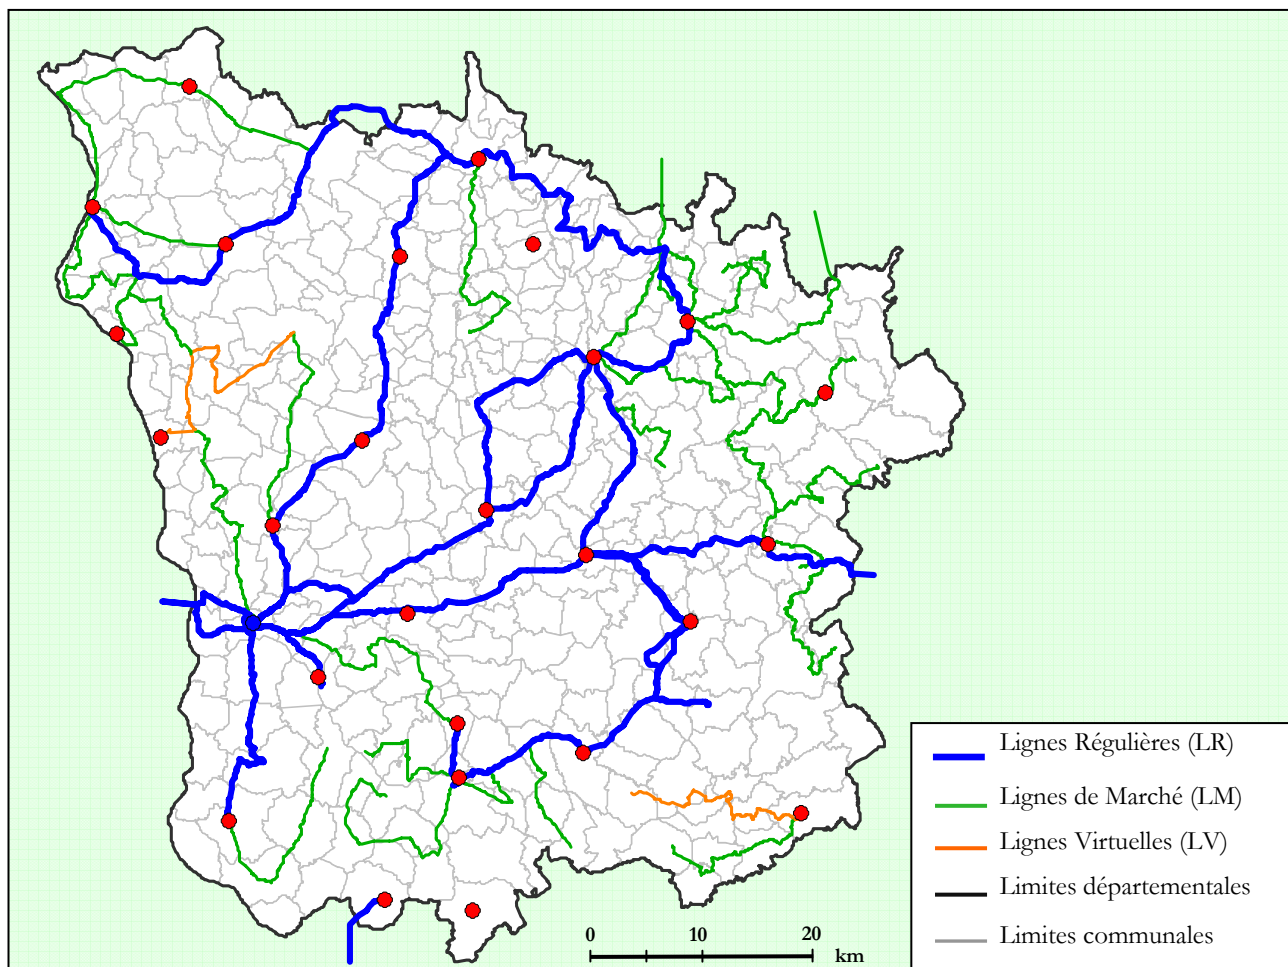 Lignes Régulières (LR)
Lignes de Marché (LM)
Lignes Virtuelles (LV)
Limites départementales
Limites communales
0 10 20
km